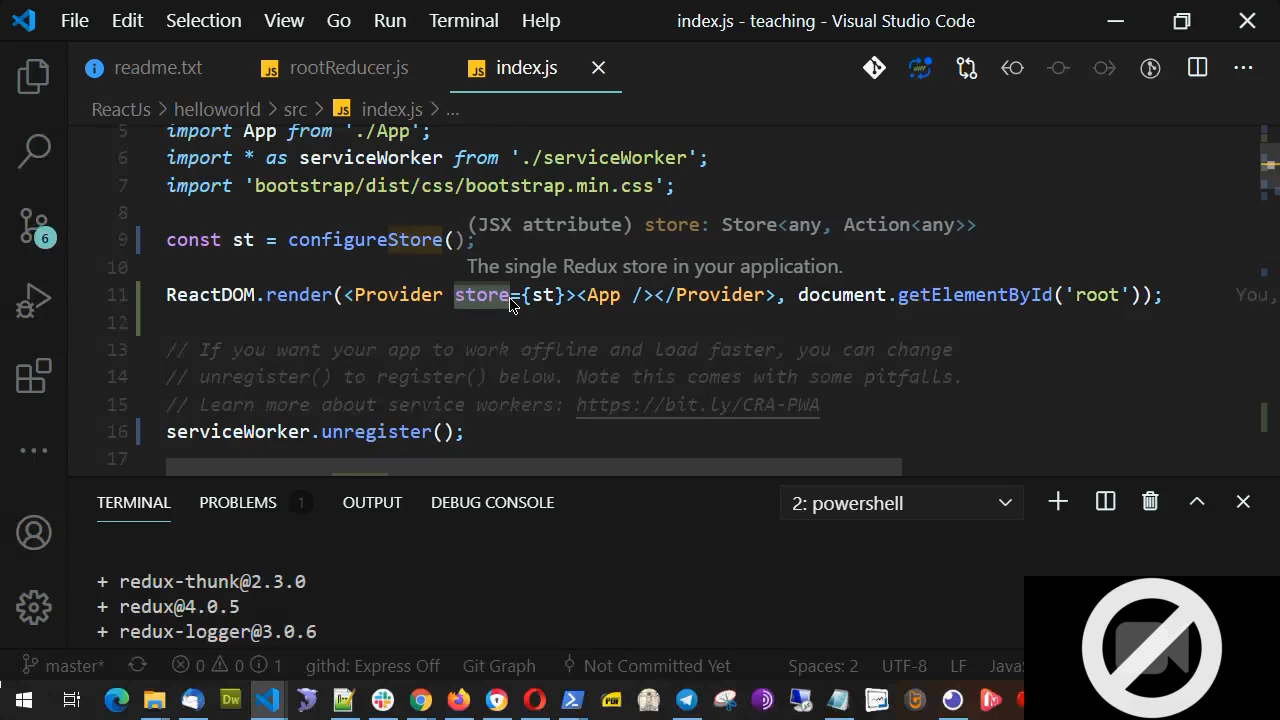 File Edit Selection View Go Run Terminal Help index.js - teaching - Visual Studio Code
readme.txt JS rootReducer.js JS index.js
ReactJs > helloworld > src > JS index.js > ...
5 import App from './App';
6 import * as serviceWorker from './serviceWorker';
7 import 'bootstrap/dist/css/bootstrap.min.css';
8
(JSX attribute) store: Store<any, Action<any>>
9 const st = configureStore();
The single Redux store in your application.
10
11 ReactDOM.render(<Provider store={st}><App /></Provider>, document.getElementById('root')); You,
12
13 // If you want your app to work offline and load faster, you can change
14 // unregister() to register() below. Note this comes with some pitfalls.
15 // Learn more about service workers: https://bit.ly/CRA-PWA
16 serviceWorker.unregister();
17
6
TERMINAL PROBLEMS 1 OUTPUT DEBUG CONSOLE 2: powershell
+ redux-thunk@2.3.0
+ redux@4.0.5
+ redux-logger@3.0.6
master* 0 0 1 githd: Express Off Git Graph Not Committed Yet Spaces: 2 UTF-8 LF Java
Dw